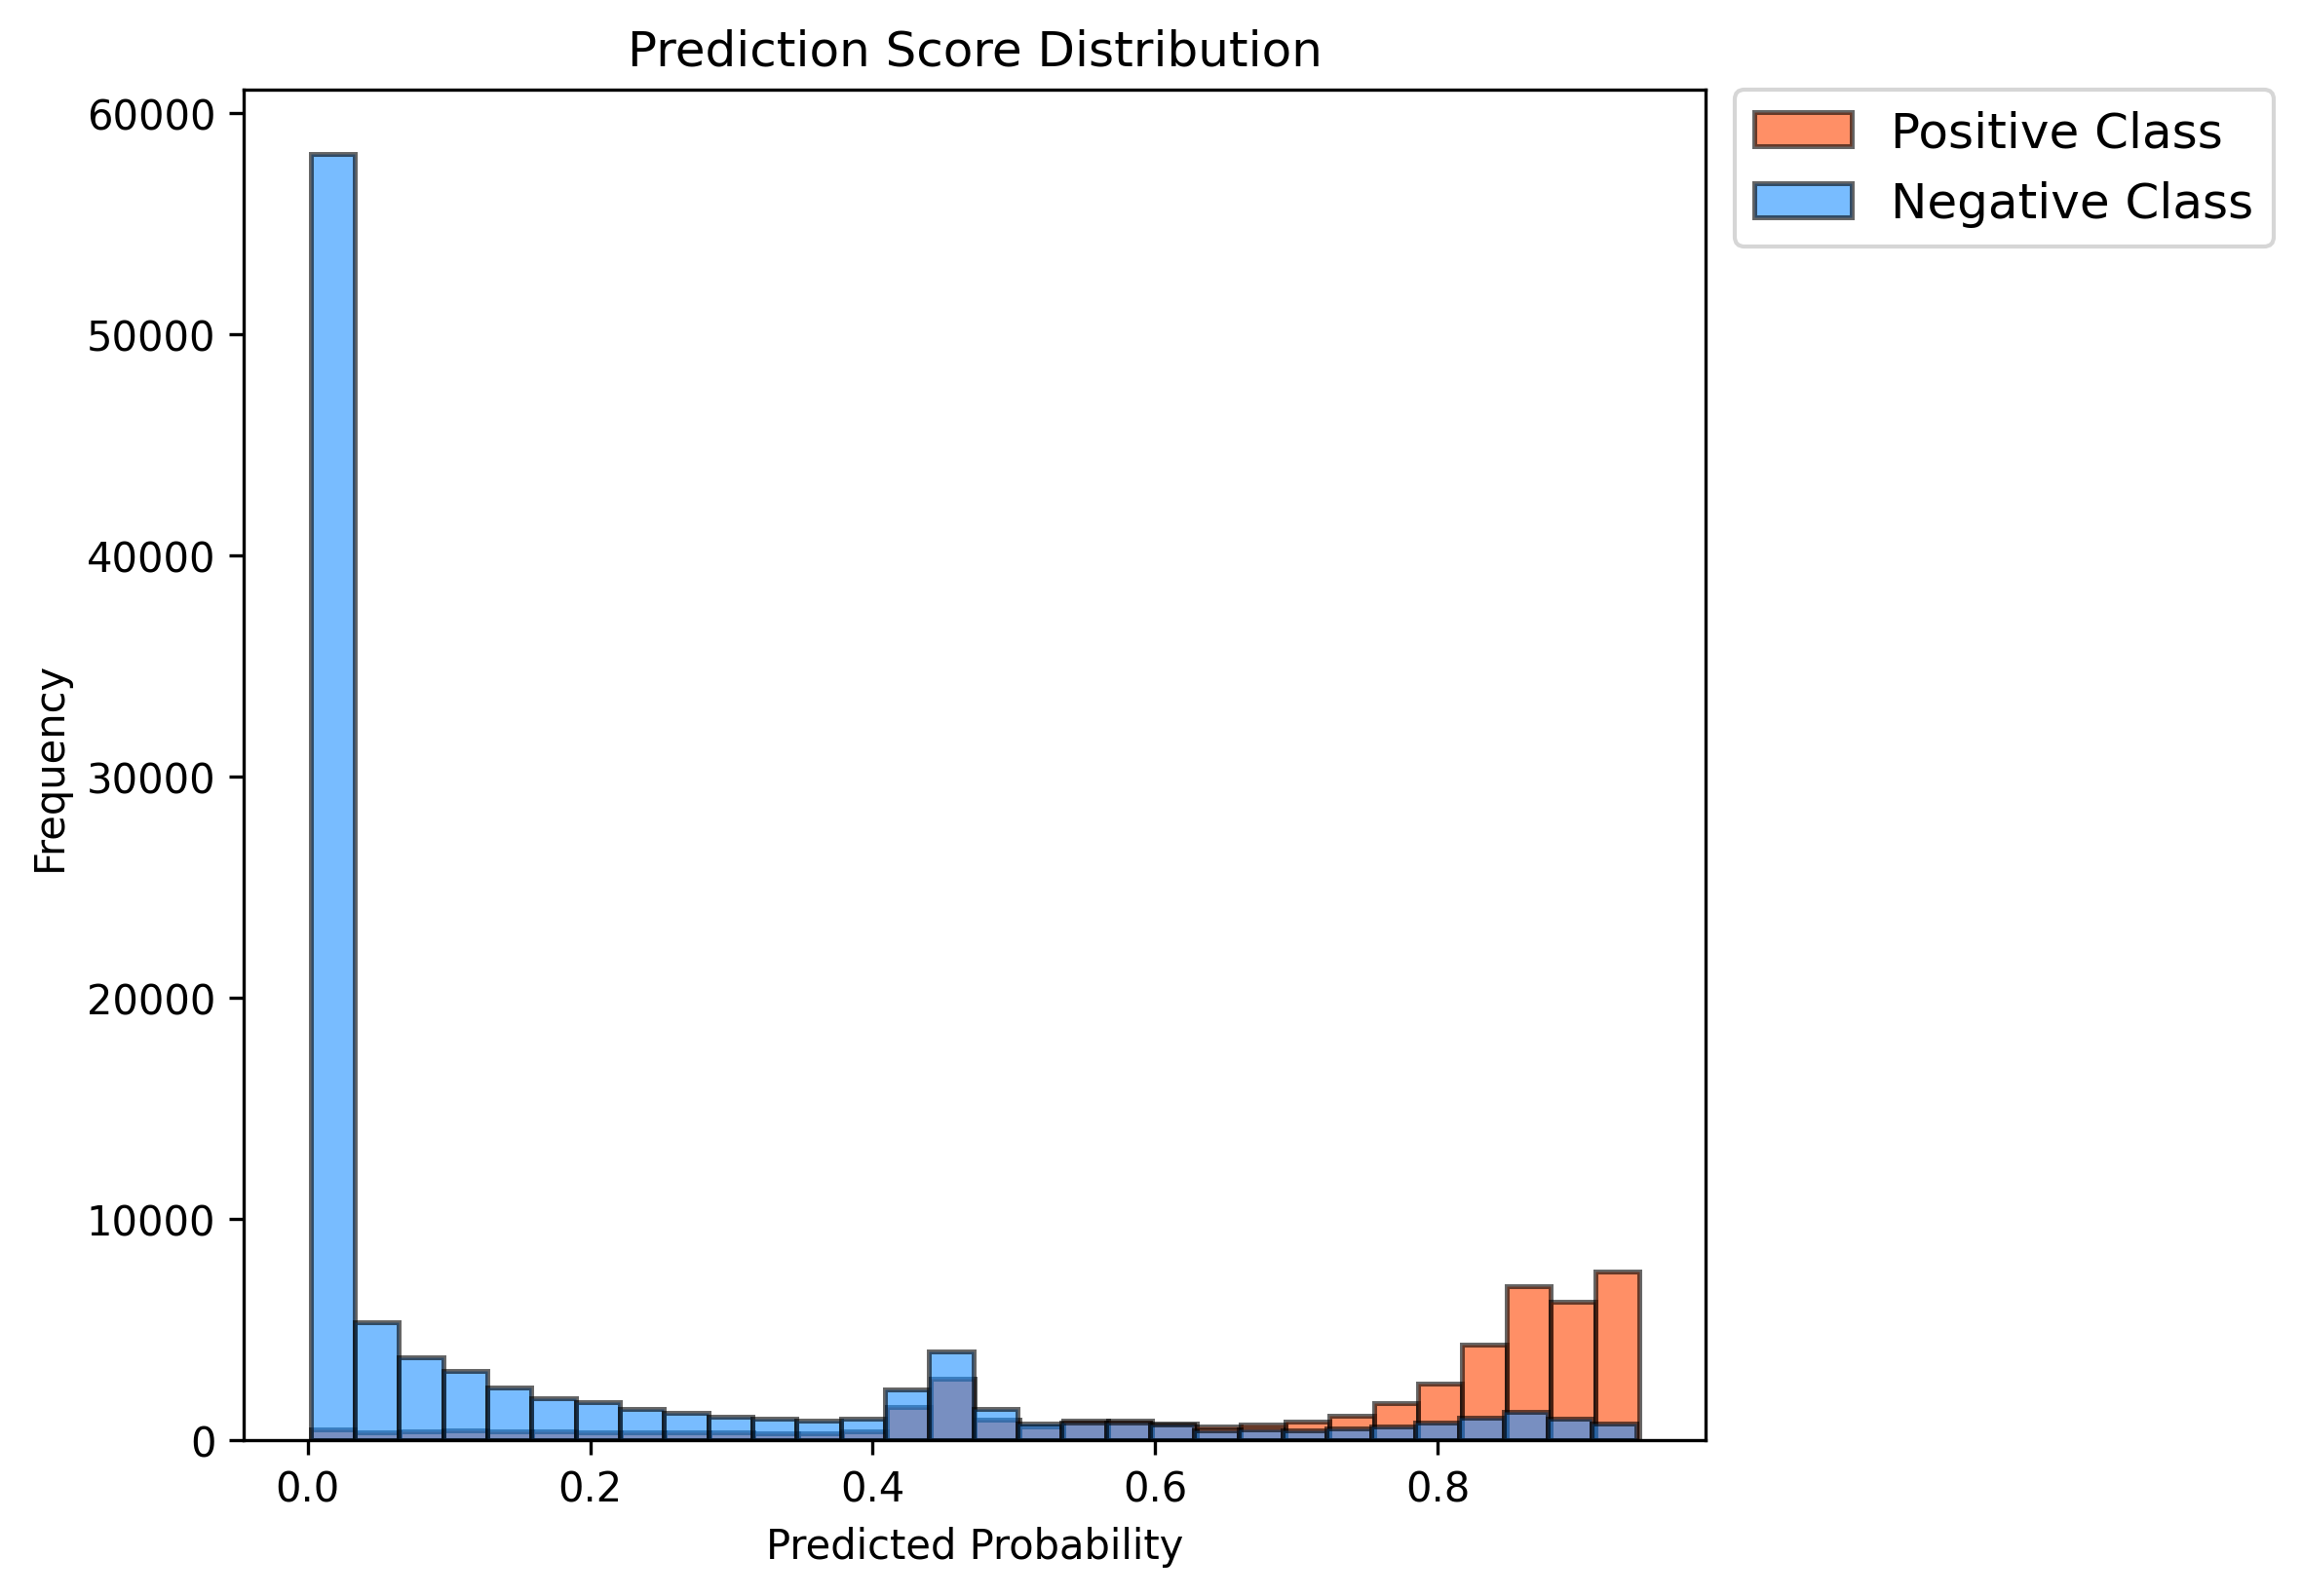 Prediction Score Distribution
Positive Class
Negative Class
60000
50000
40000
30000
20000
10000
0
Frequency
0.0 0.2 0.4 0.6 0.8
Predicted Probability